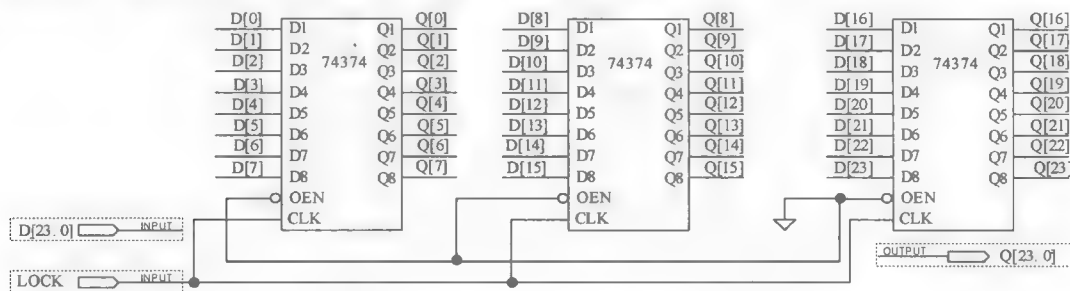 D[0] D1 Q1 Q[0] D[8] D1 Q1 Q[8] D[16] D1 Q1 Q[16]
D[1] D2 Q2 Q[1] D[9] D2 Q2 Q[9] D[17] D2 Q2 Q[17]
D[2] D3 74374 Q3 Q[2] D[10] D3 74374 Q3 Q[10] D[18] D3 74374 Q3 Q[18]
D[3] D4 Q4 Q[3] D[11] D4 Q4 Q[11] D[19] D4 Q4 Q[19]
D[4] D5 Q5 Q[4] D[12] D5 Q5 Q[12] D[20] D5 Q5 Q[20]
D[5] D6 Q6 Q[5] D[13] D6 Q6 Q[13] D[21] D6 Q6 Q[21]
D[6] D7 Q7 Q[6] D[14] D7 Q7 Q[14] D[22] D7 Q7 Q[22]
D[7] D8 Q8 Q[7] D[15] D8 Q8 Q[15] D[23] D8 Q8 Q[23]
OEN OEN OEN
CLK CLK CLK
D[23. 0] INPUT
OUTPUT Q[23. 0]
LOCK INPUT